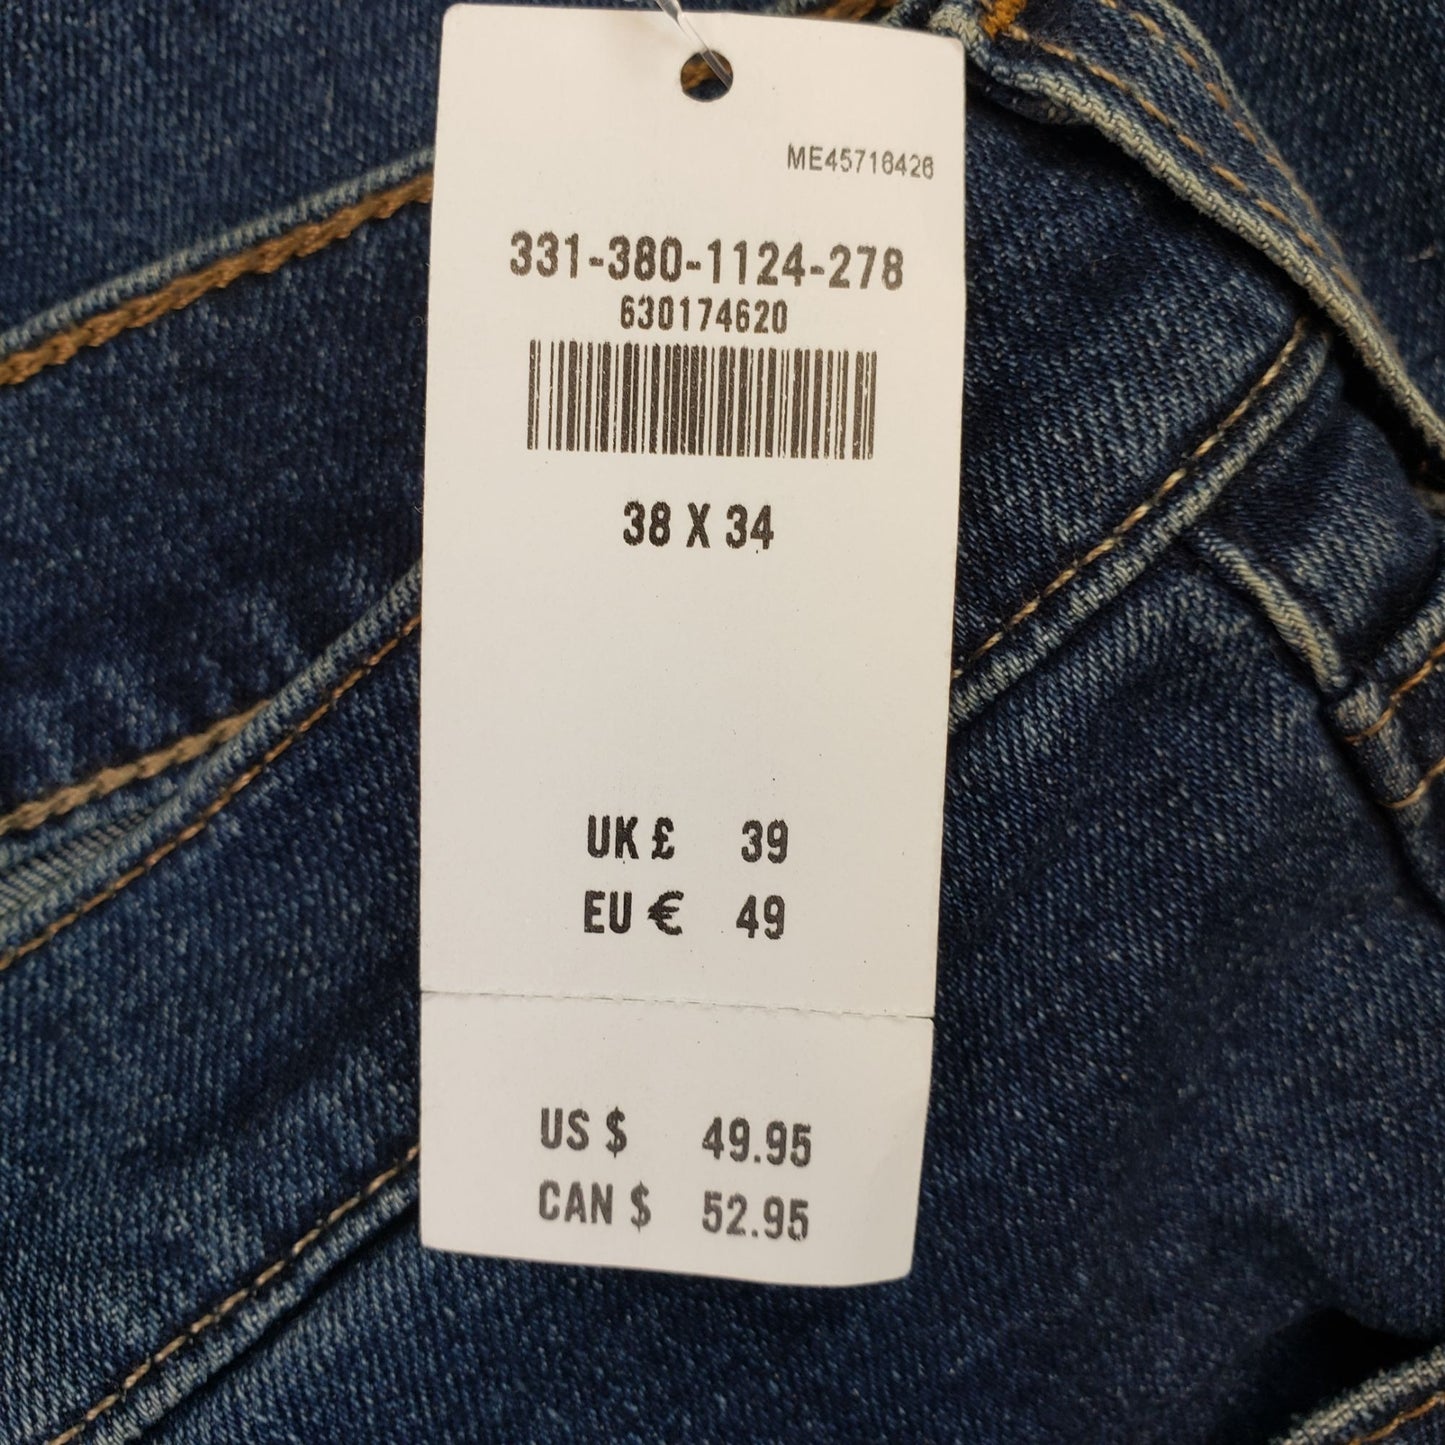 ME45716426
331-380-1124-278
630174620
38 X 34
UK £ 39
EU € 49
US $ 49.95
CAN $ 52.95